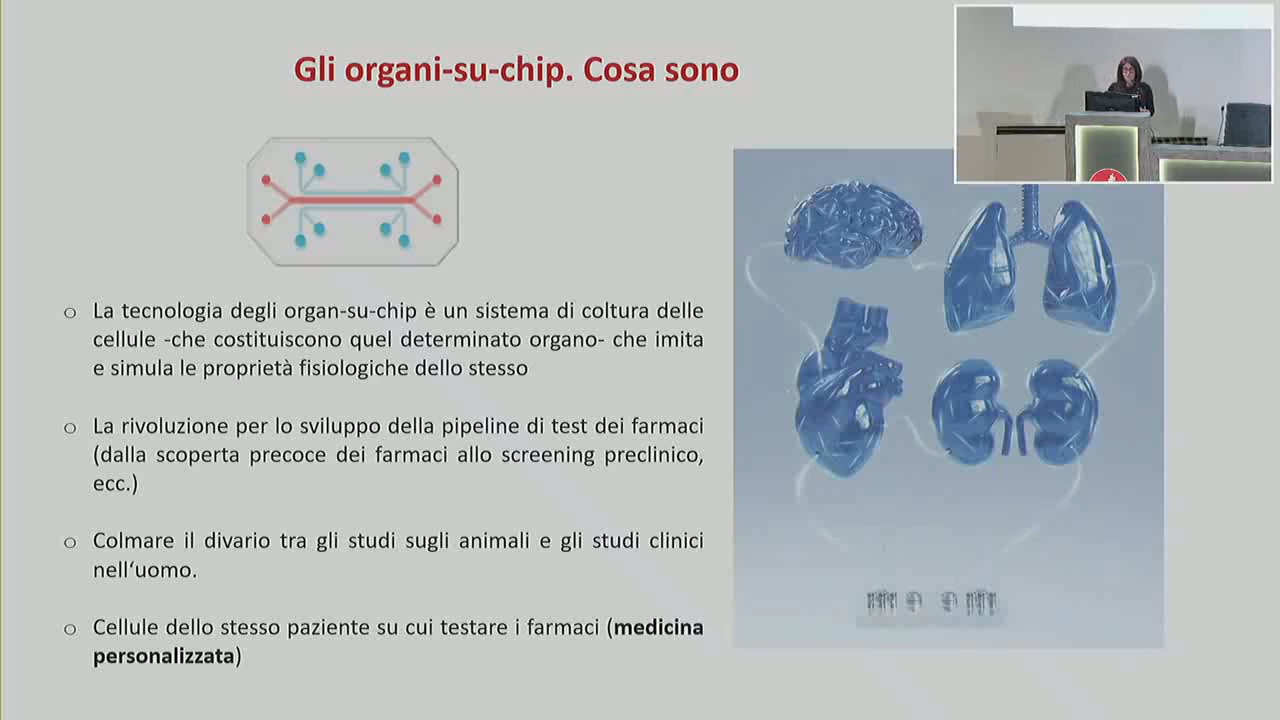 Gli organi-su-chip. Cosa sono
o La tecnologia degli organ-su-chip è un sistema di coltura delle
cellule -che costituiscono quel determinato organo- che imita
e simula le proprietà fisiologiche dello stesso
o La rivoluzione per lo sviluppo della pipeline di test dei farmaci
(dalla scoperta precoce dei farmaci allo screening preclinico,
ecc.)
o Colmare il divario tra gli studi sugli animali e gli studi clinici
nell‘uomo.
o Cellule dello stesso paziente su cui testare i farmaci (medicina
personalizzata)